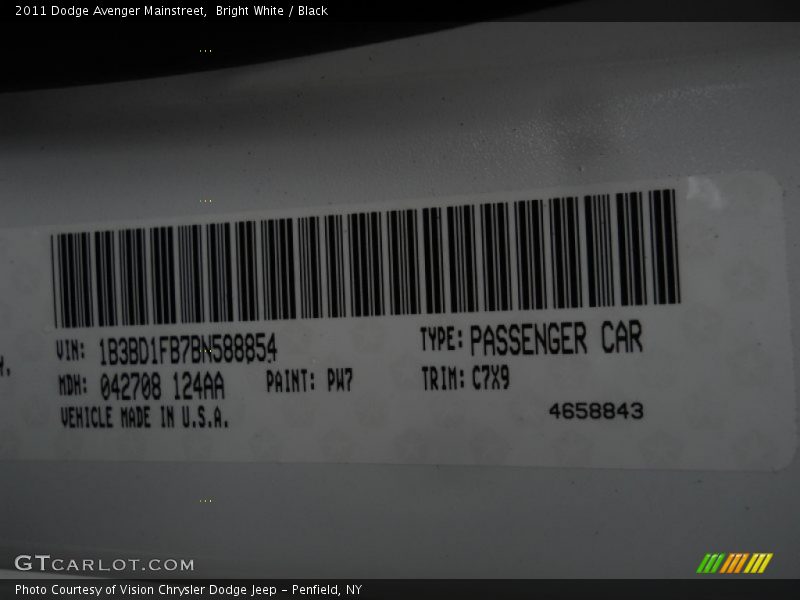 2011 Dodge Avenger Mainstreet, Bright White / Black
VIN: 1B3BD1FB7BN588854 TYPE: PASSENGER CAR
MDH: 042708 124AA PAINT: PW7 TRIM: C7X9
VEHICLE MADE IN U.S.A. 4658843
GTCARLOT.COM
Photo Courtesy of Vision Chrysler Dodge Jeep - Penfield, NY